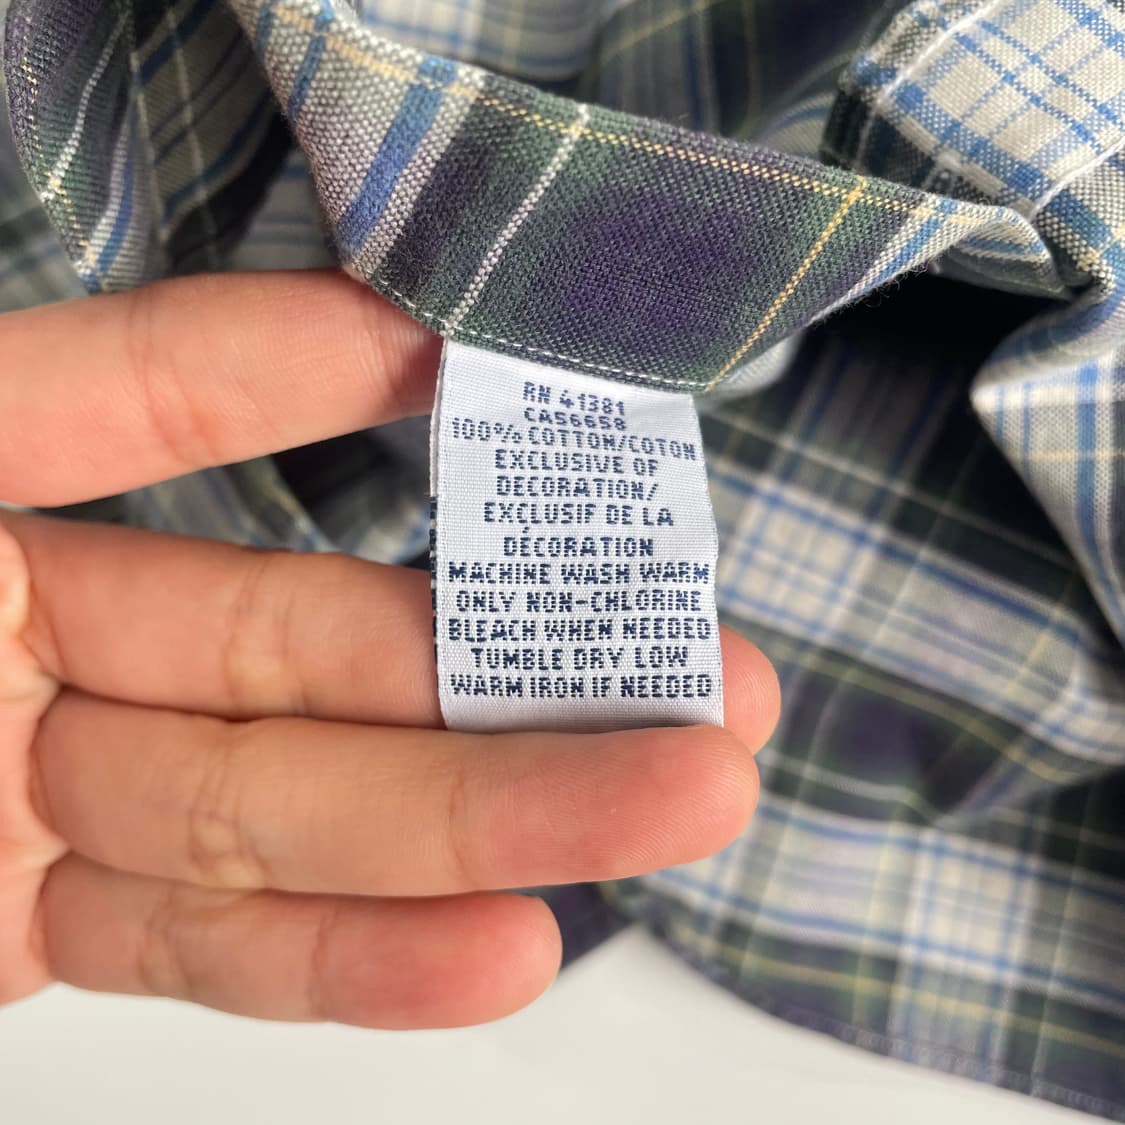 RN 41381
CA56658
100% COTTON/COTON
EXCLUSIVE OF
DECORATION/
EXCLUSIF DE LA
DÉCORATION
MACHINE WASH WARM
ONLY NON-CHLORINE
BLEACH WHEN NEEDED
TUMBLE DRY LOW
WARM IRON IF NEEDED